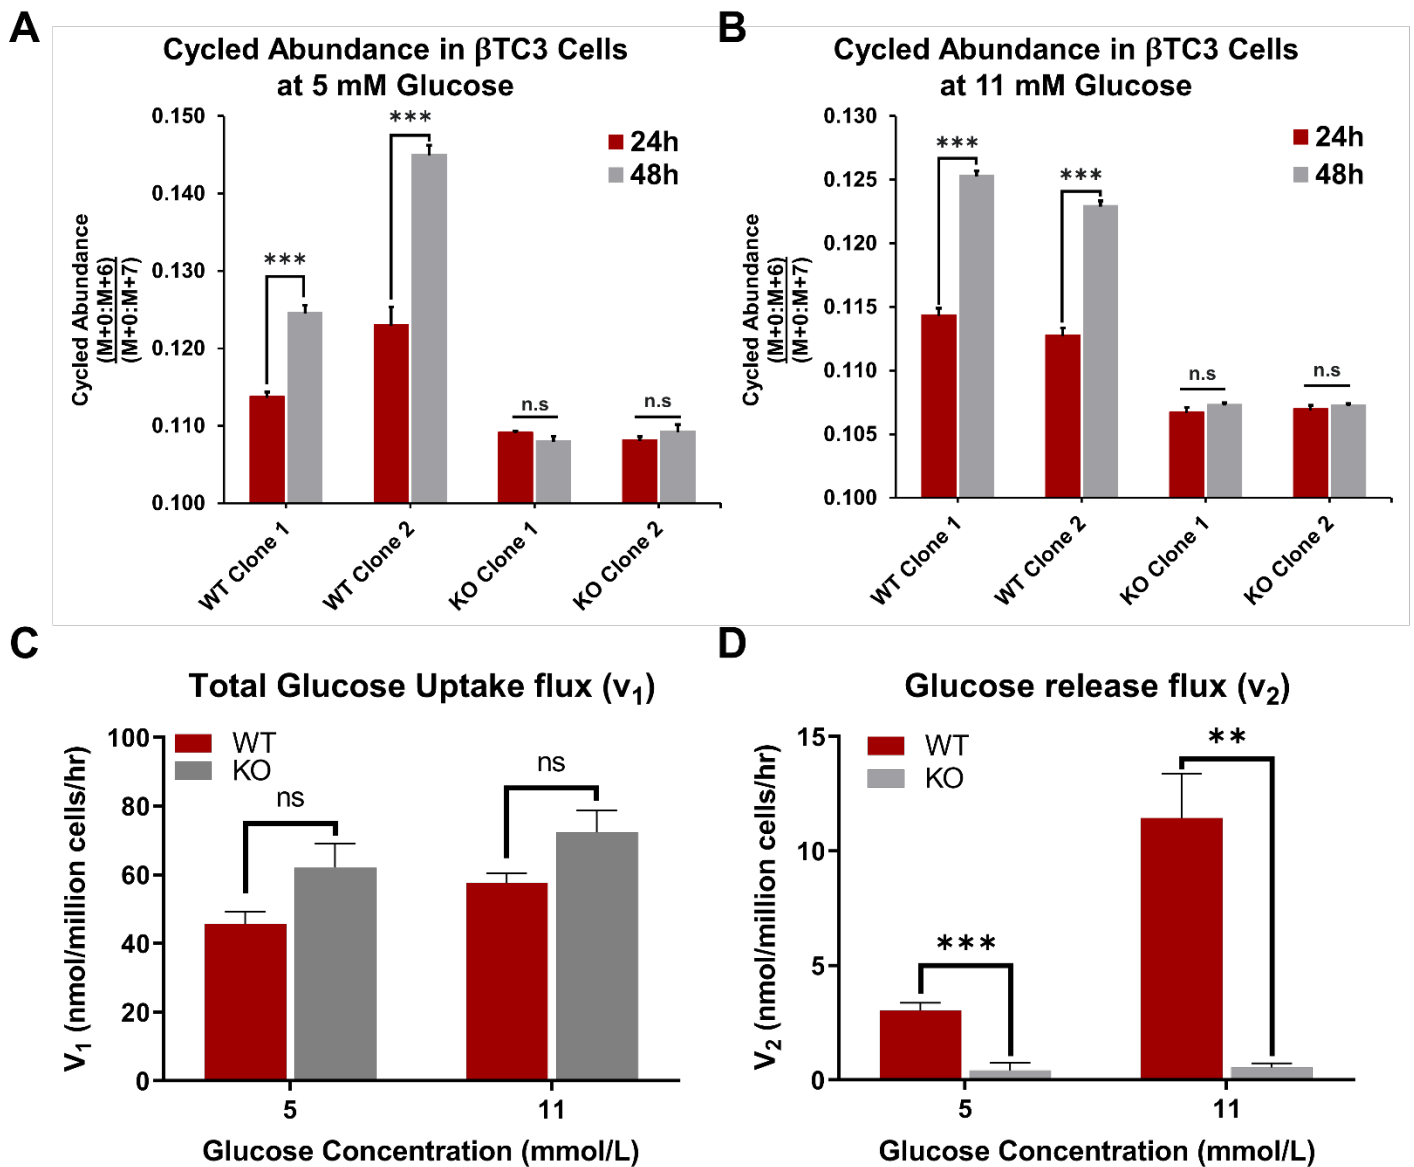 A
Cycled Abundance in βTC3 Cells
at 5 mM Glucose
0.150
0.140
0.130
0.120
0.110
0.100
Cycled Abundance
(M+0:M+6)
(M+0:M+7)
***
***
n.s
n.s
24h
48h
WT Clone 1
WT Clone 2
KO Clone 1
KO Clone 2
B
Cycled Abundance in βTC3 Cells
at 11 mM Glucose
0.130
0.125
0.120
0.115
0.110
0.105
0.100
Cycled Abundance
(M+0:M+6)
(M+0:M+7)
***
***
n.s
n.s
24h
48h
WT Clone 1
WT Clone 2
KO Clone 1
KO Clone 2
C
Total Glucose Uptake flux (v₁)
100
80
60
40
20
0
V₁ (nmol/million cells/hr)
WT
KO
ns
ns
5
11
Glucose Concentration (mmol/L)
D
Glucose release flux (v₂)
15
10
5
0
V₂ (nmol/million cells/hr)
WT
KO
***
**
5
11
Glucose Concentration (mmol/L)